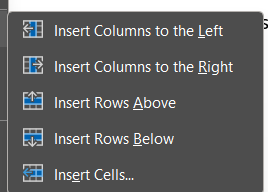 Insert Columns to the Left
Insert Columns to the Right
Insert Rows Above
Insert Rows Below
Insert Cells...